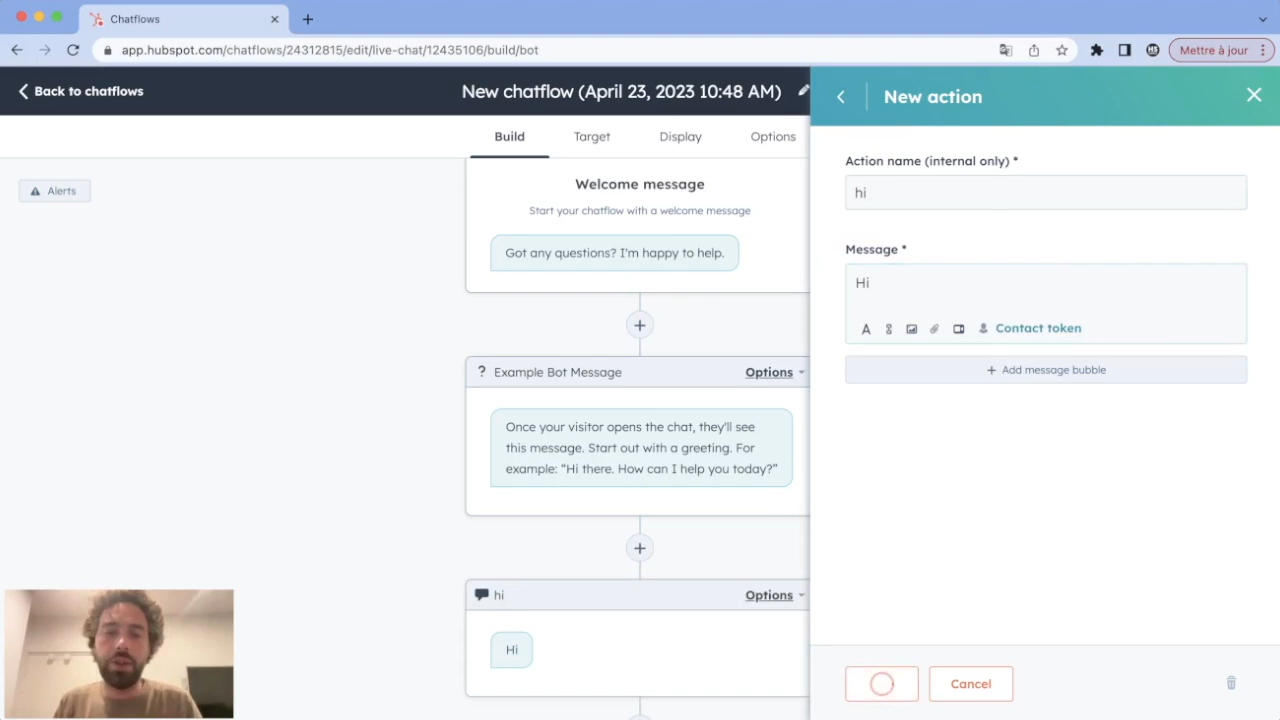 Chatflows
app.hubspot.com/chatflows/24312815/edit/live-chat/12435106/build/bot
Mettre à jour
Back to chatflows
New chatflow (April 23, 2023 10:48 AM)
Build
Target
Display
Options
Alerts
Welcome message
Start your chatflow with a welcome message
Got any questions? I'm happy to help.
? Example Bot Message
Options
Once your visitor opens the chat, they'll see
this message. Start out with a greeting. For
example: “Hi there. How can I help you today?”
hi
Options
Hi
New action
Action name (internal only) *
hi
Message *
Hi
A
Contact token
+ Add message bubble
Cancel